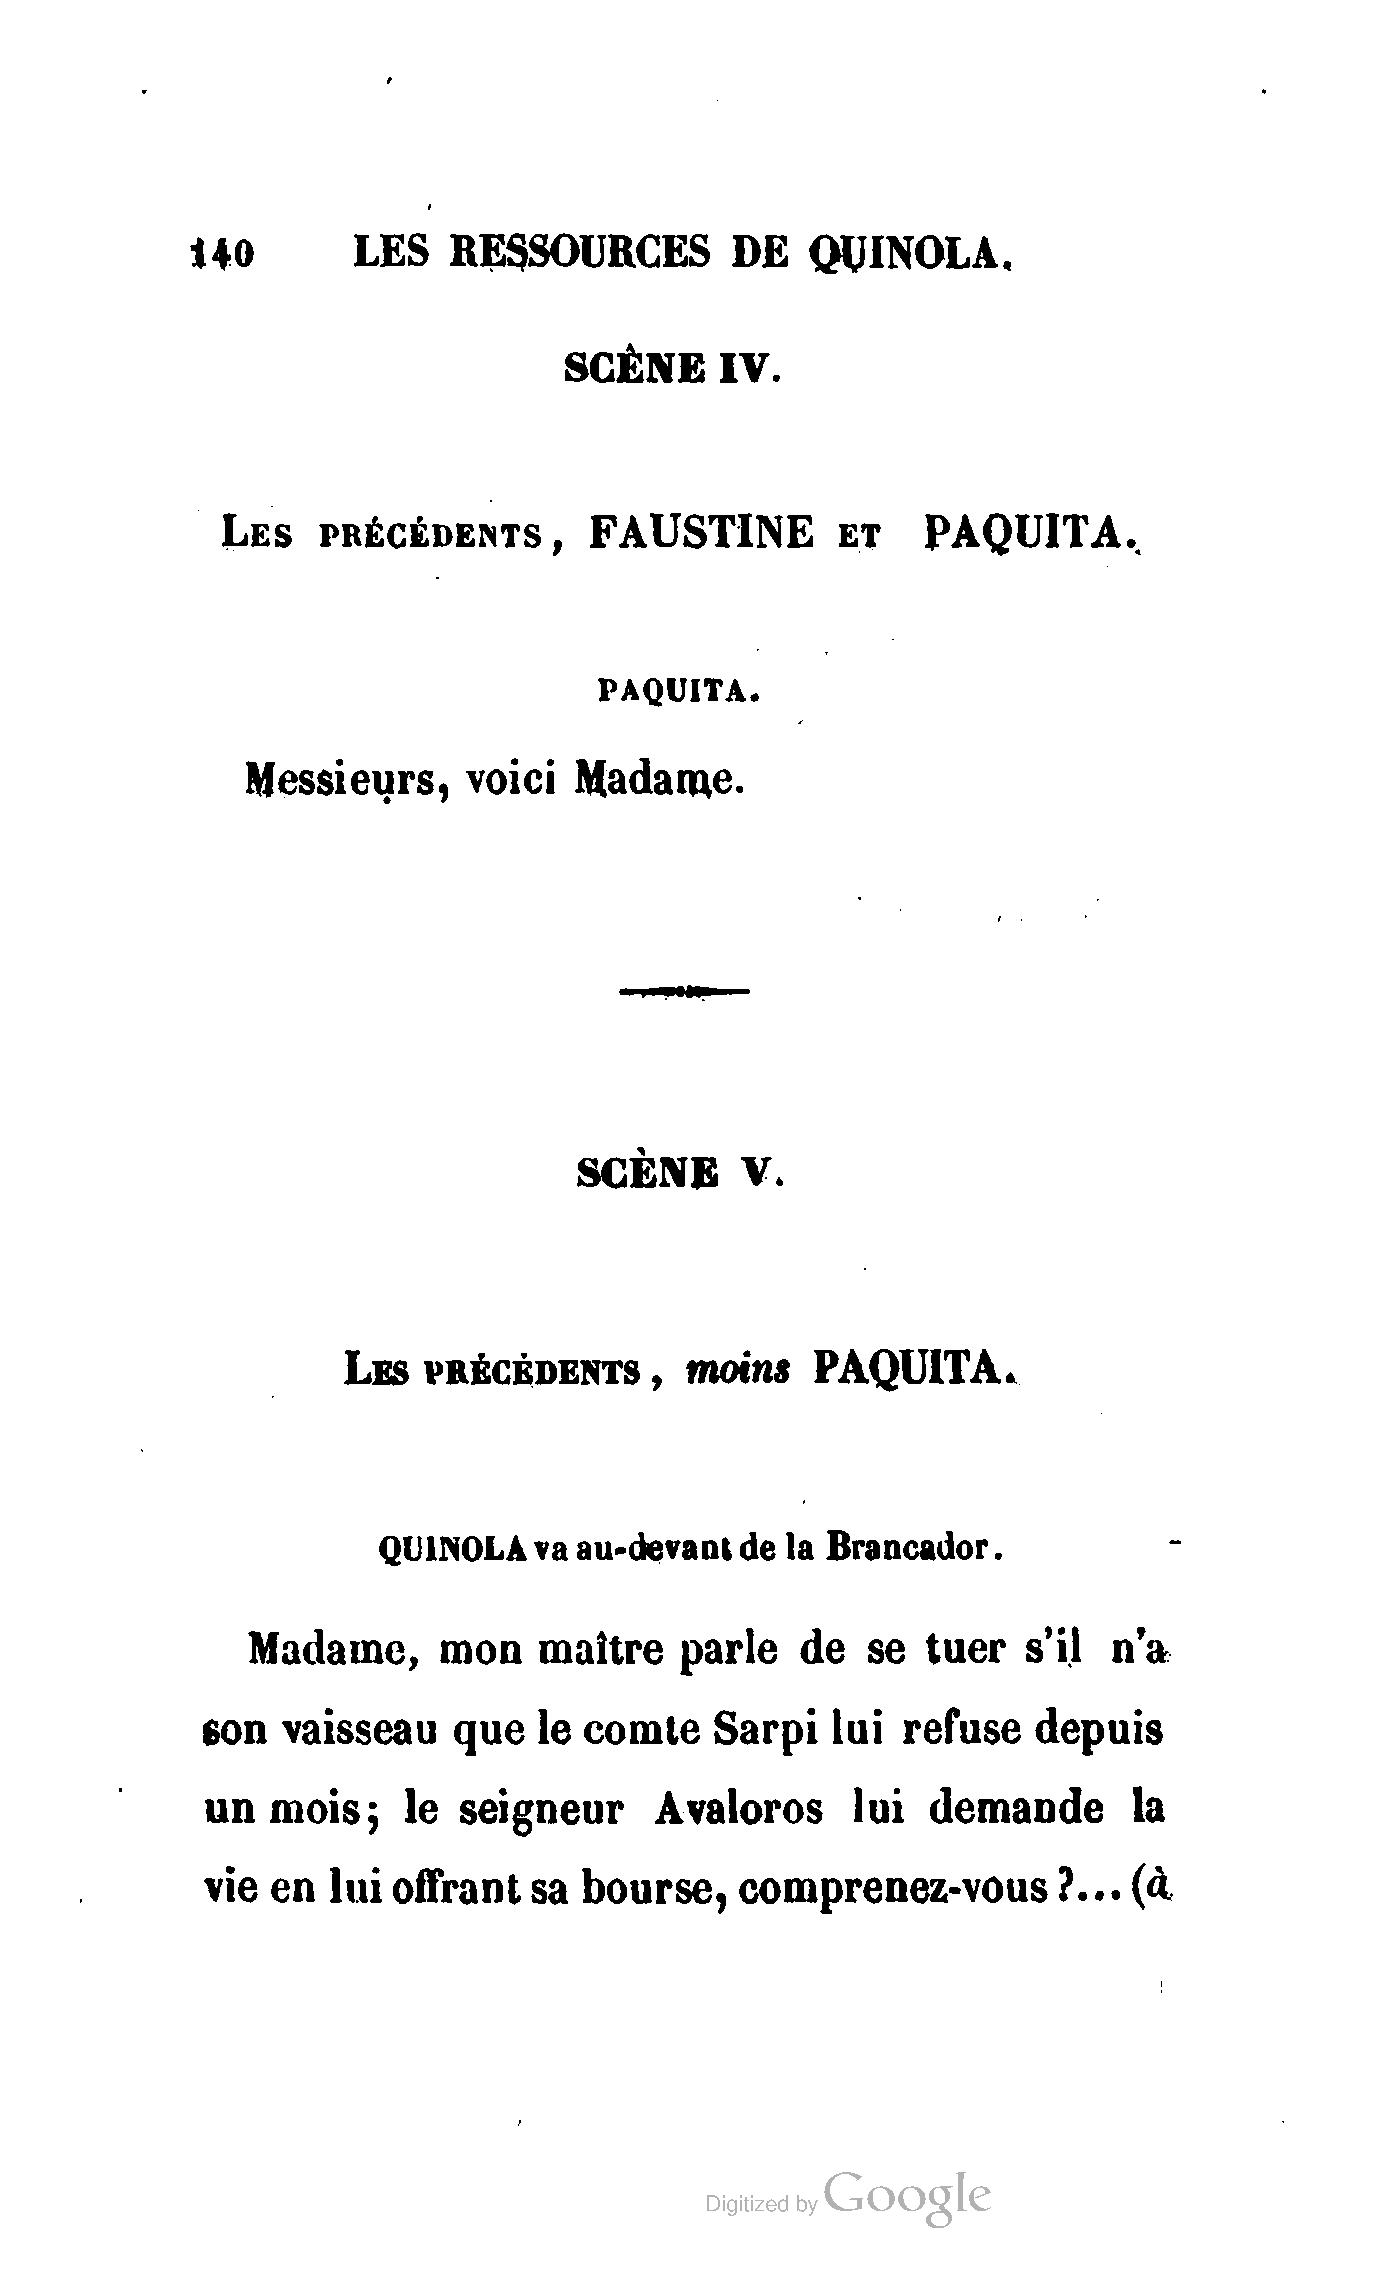 140 LES RESSOURCES DE QUINOLA.
SCÊNE IV.
LES PRÉCÉDENTS, FAUSTINE ET PAQUITA.
PAQUITA.
Messieurs, voici Madame.
SCÈNE V.
LES PRÉCÉDENTS, moins PAQUITA.
QUINOLA va au-devant de la Brancador.
Madame, mon maître parle de se tuer s'il n'a
son vaisseau que le comte Sarpi lui refuse depuis
un mois; le seigneur Avaloros lui demande la
vie en lui offrant sa bourse, comprenez-vous ?... (à
Digitized by Google